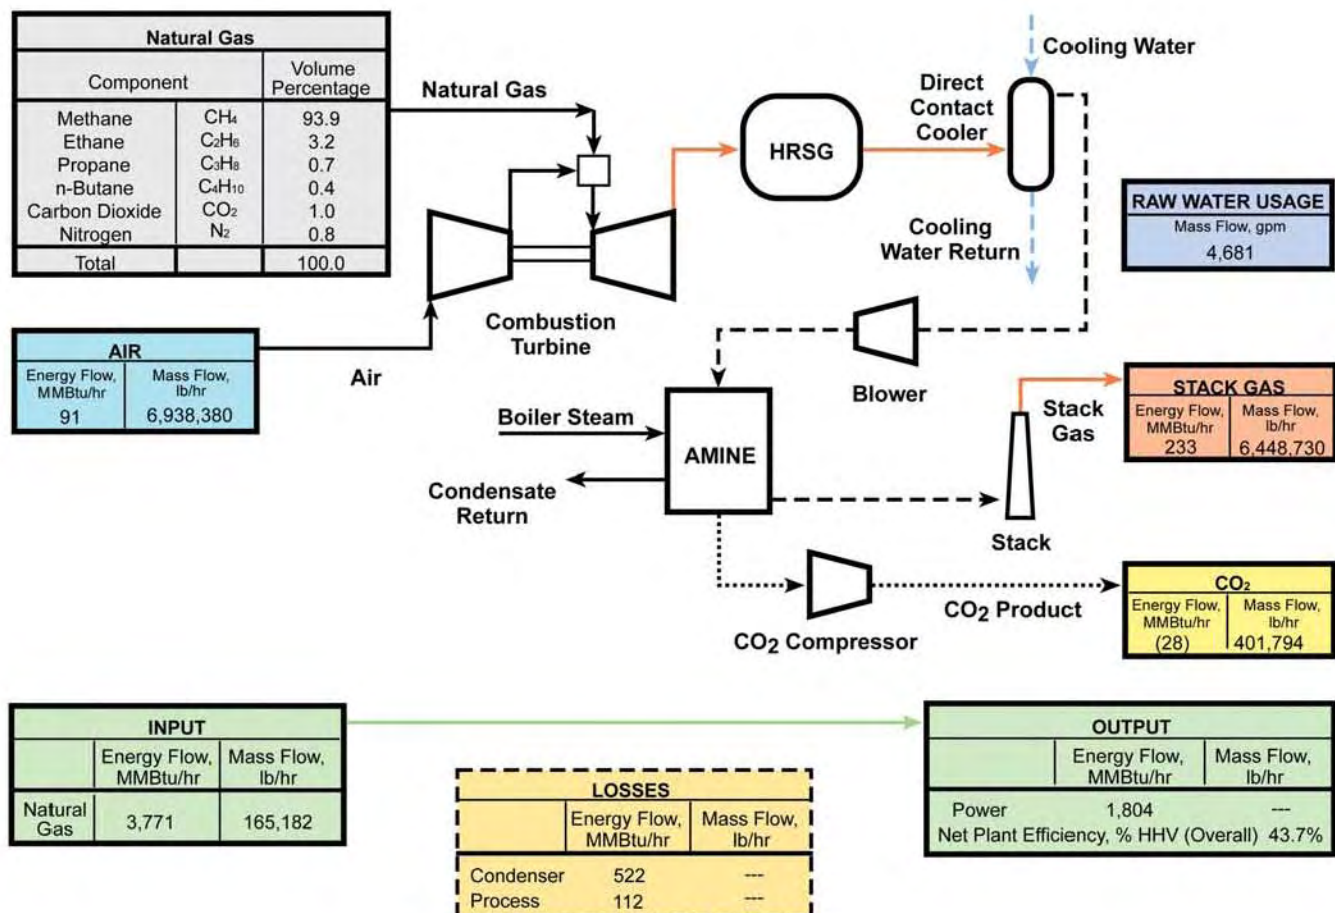 Natural Gas
Component Volume Percentage
Methane CH4 93.9
Ethane C2H6 3.2
Propane C3H8 0.7
n-Butane C4H10 0.4
Carbon Dioxide CO2 1.0
Nitrogen N2 0.8
Total 100.0
Natural Gas
HRSG
Direct
Contact
Cooler
Cooling Water
Cooling
Water Return
RAW WATER USAGE
Mass Flow, gpm
4,681
Combustion
Turbine
AIR
Energy Flow, MMBtu/hr Mass Flow, lb/hr
91 6,938,380
Air
Blower
Boiler Steam
AMINE
Condensate
Return
Stack
Gas
STACK GAS
Energy Flow, MMBtu/hr Mass Flow, lb/hr
233 6,448,730
Stack
CO2 Compressor
CO2 Product
CO2
Energy Flow, MMBtu/hr Mass Flow, lb/hr
(28) 401,794
INPUT
Energy Flow, MMBtu/hr Mass Flow, lb/hr
Natural Gas 3,771 165,182
LOSSES
Energy Flow, MMBtu/hr Mass Flow, lb/hr
Condenser 522 ---
Process 112 ---
OUTPUT
Energy Flow, MMBtu/hr Mass Flow, lb/hr
Power 1,804 ---
Net Plant Efficiency, % HHV (Overall) 43.7%